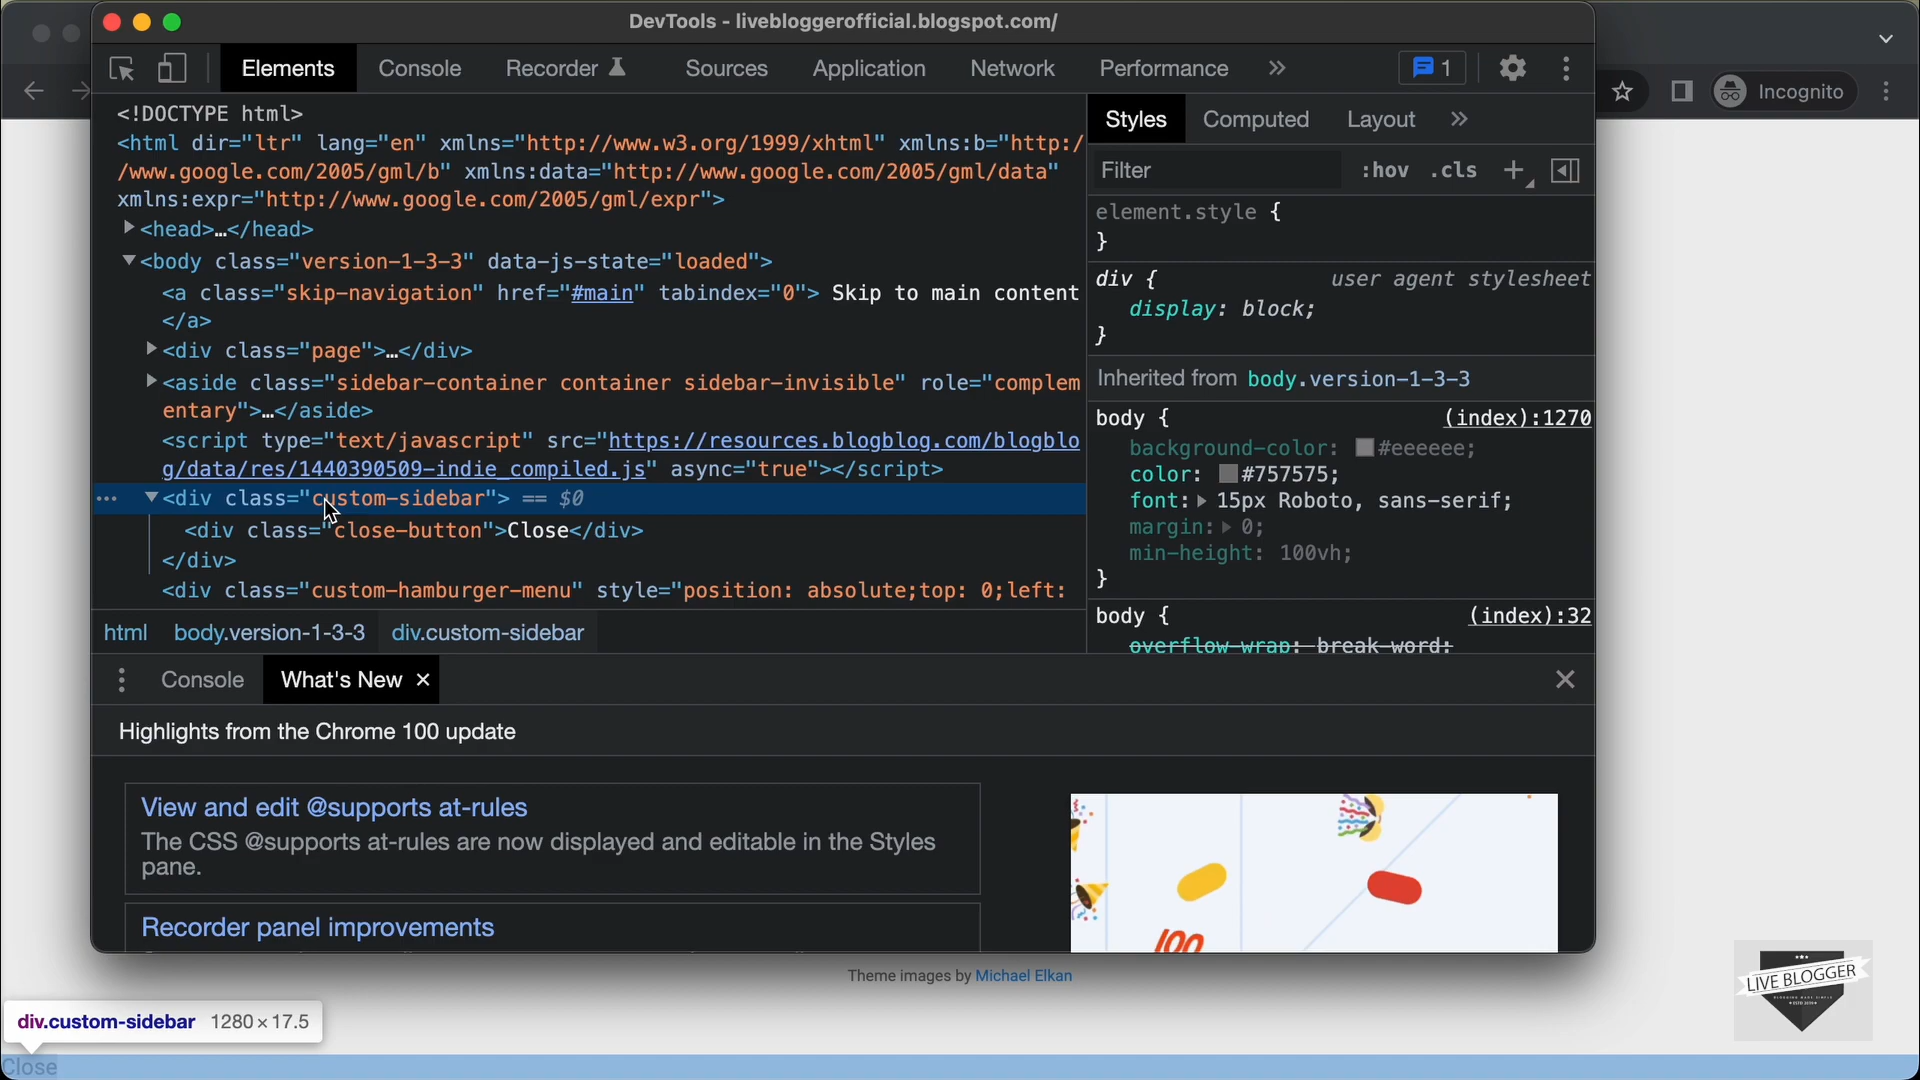 DevTools - livebloggerofficial.blogspot.com/
Elements Console Recorder Sources Application Network Performance » 1
Incognito
<!DOCTYPE html>
<html dir="ltr" lang="en" xmlns="http://www.w3.org/1999/xhtml" xmlns:b="http:/
/www.google.com/2005/gml/b" xmlns:data="http://www.google.com/2005/gml/data"
xmlns:expr="http://www.google.com/2005/gml/expr">
<head>…</head>
<body class="version-1-3-3" data-js-state="loaded">
<a class="skip-navigation" href="#main" tabindex="0"> Skip to main content
</a>
<div class="page">…</div>
<aside class="sidebar-container container sidebar-invisible" role="complem
entary">…</aside>
<script type="text/javascript" src="https://resources.blogblog.com/blogblo
g/data/res/1440390509-indie_compiled.js" async="true"></script>
<div class="custom-sidebar"> == $0
<div class="close-button">Close</div>
</div>
<div class="custom-hamburger-menu" style="position: absolute;top: 0;left:
html body.version-1-3-3 div.custom-sidebar
Styles Computed Layout »
Filter :hov .cls +
element.style {
}
div { user agent stylesheet
display: block;
}
Inherited from body.version-1-3-3
body { (index):1270
background-color: #eeeeee;
color: #757575;
font: 15px Roboto, sans-serif;
margin: 0;
min-height: 100vh;
}
body { (index):32
overflow-wrap: break-word;
Console What's New ×
Highlights from the Chrome 100 update
View and edit @supports at-rules
The CSS @supports at-rules are now displayed and editable in the Styles
pane.
Recorder panel improvements
100
Theme images by Michael Elkan
LIVE BLOGGER
div.custom-sidebar 1280×17.5
Close